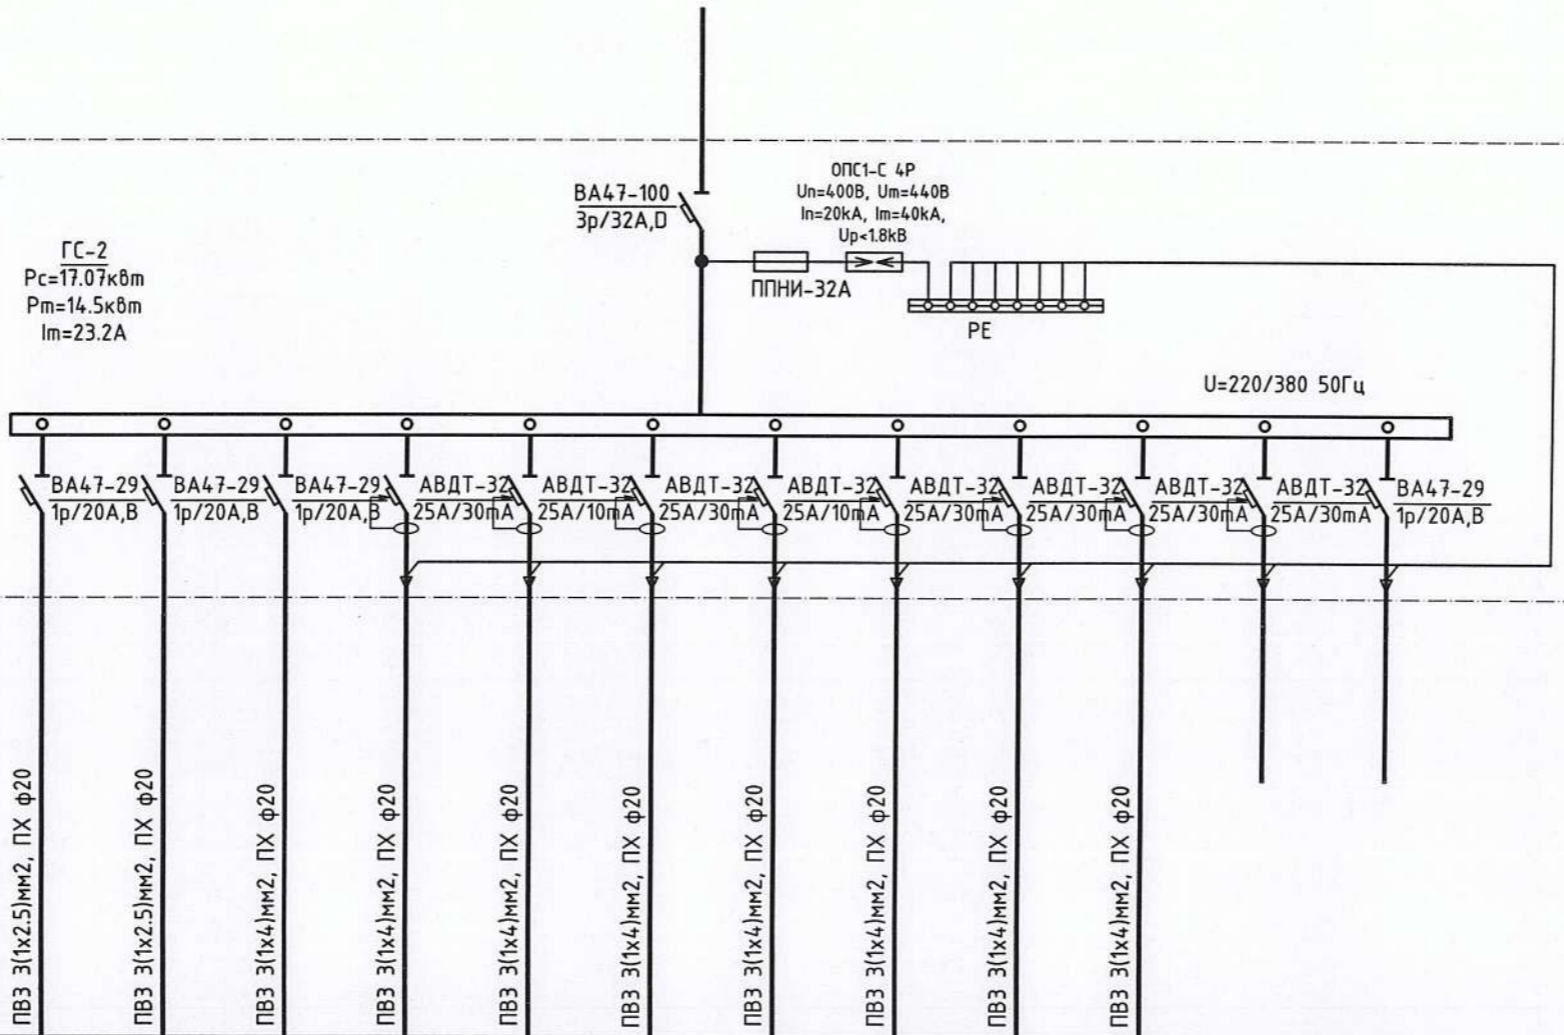 ВА47-100
3р/32А,D
ОПС1-С 4Р
Un=400В, Um=440В
In=20kA, Im=40kA,
Up<1.8kB
ППНИ-32А
РЕ
ГС-2
Рс=17.07квт
Рm=14.5квт
Im=23.2А
U=220/380 50Гц
ВА47-29
1р/20А,В
ВА47-29
1р/20А,В
ВА47-29
1р/20А,В
АВДТ-32
25А/30mА
АВДТ-32
25А/10mА
АВДТ-32
25А/30mА
АВДТ-32
25А/10mА
АВДТ-32
25А/30mА
АВДТ-32
25А/30mА
АВДТ-32
25А/30mА
АВДТ-32
25А/30mА
ВА47-29
1р/20А,В
ПВ3 3(1х2.5)мм2, ПХ ф20
ПВ3 3(1х2.5)мм2, ПХ ф20
ПВ3 3(1х4)мм2, ПХ ф20
ПВ3 3(1х4)мм2, ПХ ф20
ПВ3 3(1х4)мм2, ПХ ф20
ПВ3 3(1х4)мм2, ПХ ф20
ПВ3 3(1х4)мм2, ПХ ф20
ПВ3 3(1х4)мм2, ПХ ф20
ПВ3 3(1х4)мм2, ПХ ф20
ПВ3 3(1х4)мм2, ПХ ф20